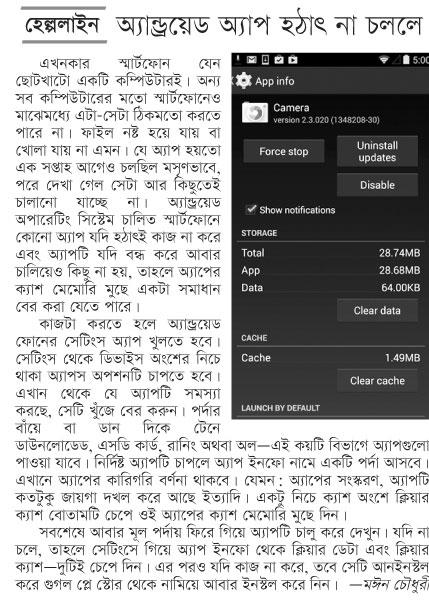 হেল্পলাইন অ্যান্ড্রয়েড অ্যাপ হঠাৎ না চললে
এখনকার স্মার্টফোন যেন
ছোটখাটো একটি কম্পিউটারই। অন্য
সব কম্পিউটারের মতো স্মার্টফোনেও
মাঝেমধ্যে এটা-সেটা ঠিকমতো করতে
পারে না। ফাইল নষ্ট হয়ে যায় বা
খোলা যায় না এমন। যে অ্যাপ হয়তো
এক সপ্তাহ আগেও চলছিল মসৃণভাবে,
পরে দেখা গেল সেটা আর কিছুতেই
চালানো যাচ্ছে না। অ্যান্ড্রয়েড
অপারেটিং সিস্টেম চালিত স্মার্টফোনে
কোনো অ্যাপ যদি হঠাৎই কাজ না করে
এবং অ্যাপটি যদি বন্ধ করে আবার
চালিয়েও কিছু না হয়, তাহলে অ্যাপের
ক্যাশ মেমোরি মুছে একটা সমাধান
বের করা যেতে পারে।
কাজটা করতে হলে অ্যান্ড্রয়েড
ফোনের সেটিংস অ্যাপ খুলতে হবে।
সেটিংস থেকে ডিভাইস অংশের নিচে
থাকা অ্যাপস অপশনটি চাপতে হবে।
এখান থেকে যে অ্যাপটি সমস্যা
করছে, সেটি খুঁজে বের করুন। পর্দার
বাঁয়ে বা ডান দিকে টেনে
ডাউনলোডেড, এসডি কার্ড, রানিং অথবা অল—এই কয়টি বিভাগে অ্যাপগুলো
পাওয়া যাবে। নির্দিষ্ট অ্যাপটি চাপলে অ্যাপ ইনফো নামে একটি পর্দা আসবে।
এখানে অ্যাপের কারিগরি বর্ণনা থাকবে। যেমন: অ্যাপের সংস্করণ, অ্যাপটি
কতটুকু জায়গা দখল করে আছে ইত্যাদি। একটু নিচে ক্যাশ অংশে ক্লিয়ার
ক্যাশ বোতামটি চেপে ওই অ্যাপের ক্যাশ মেমোরি মুছে দিন।
সবশেষে আবার মূল পর্দায় ফিরে গিয়ে অ্যাপটি চালু করে দেখুন। যদি না
চলে, তাহলে সেটিংসে গিয়ে অ্যাপ ইনফো থেকে ক্লিয়ার ডেটা এবং ক্লিয়ার
ক্যাশ—দুটিই চেপে দিন। এর পরও যদি কাজ না করে, তবে সেটি আনইনস্টল
করে গুগল প্লে স্টোর থেকে নামিয়ে আবার ইনস্টল করে নিন। —মঈন চৌধুরী
5:00
App info
Camera
version 2.3.020 (1348208-30)
Force stop
Uninstall
updates
Disable
Show notifications
STORAGE
Total 28.74MB
App 28.68MB
Data 64.00KB
Clear data
CACHE
Cache 1.49MB
Clear cache
LAUNCH BY DEFAULT